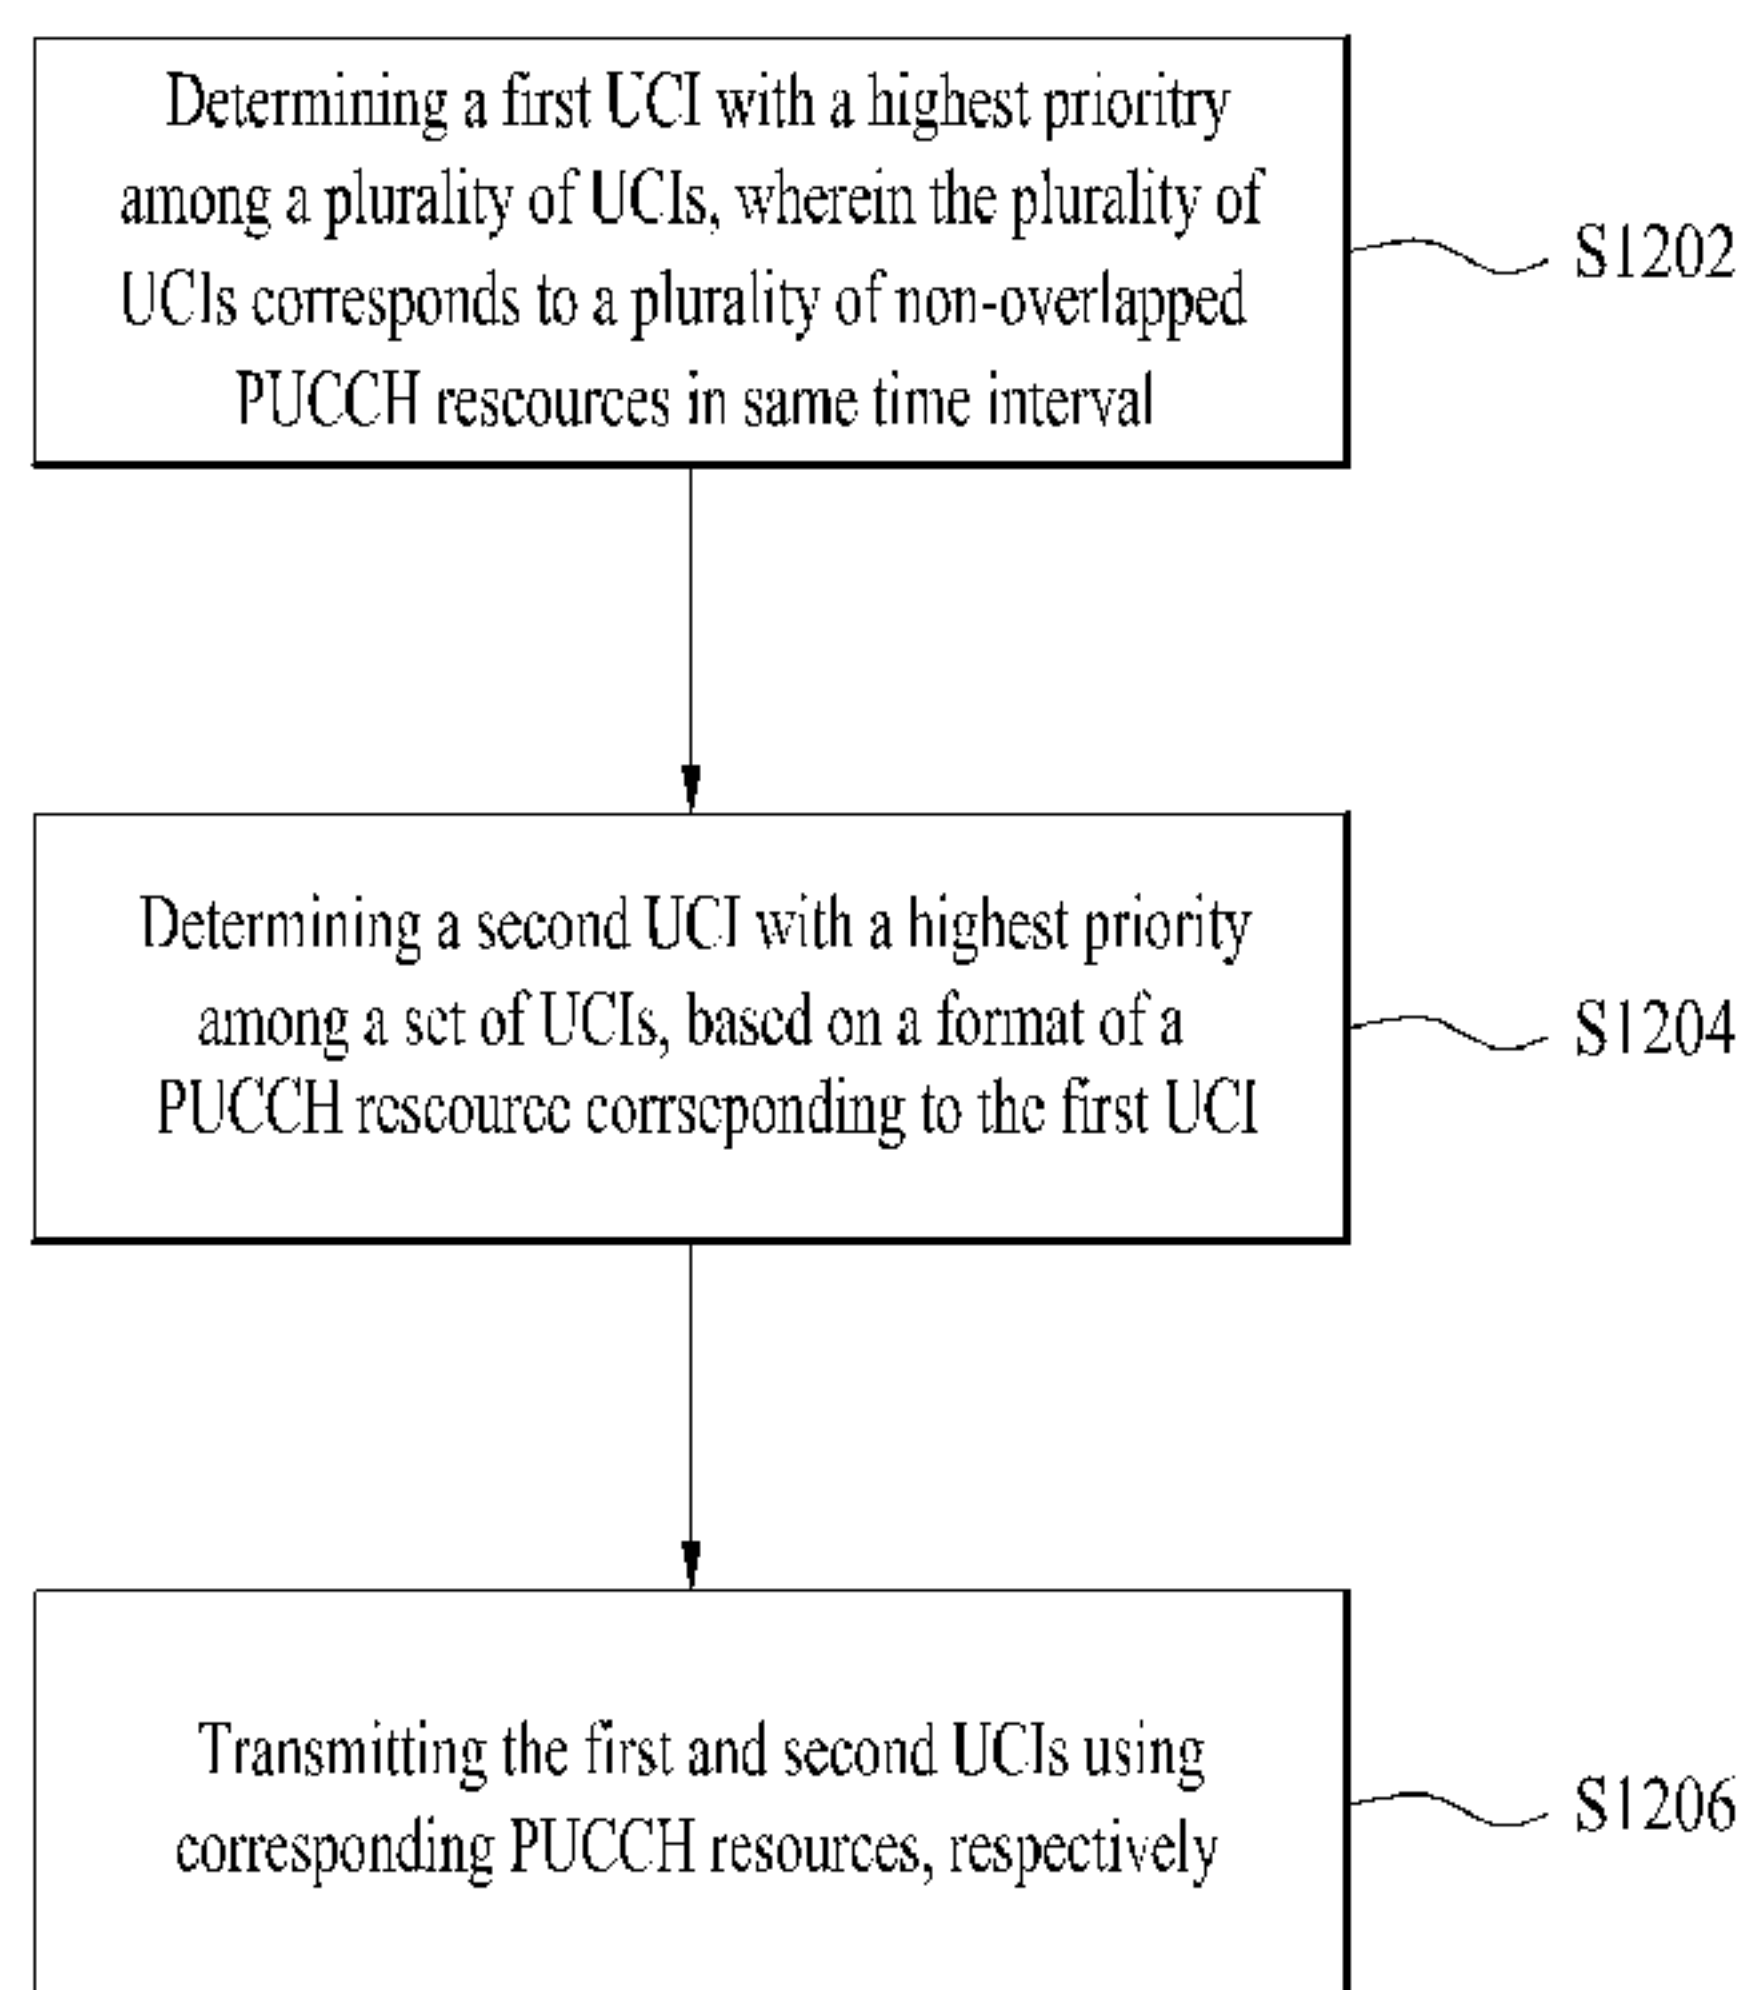 Determining a first UCI with a highest prioritry
among a plurality of UCIs, wherein the plurality of
UCIs corresponds to a plurality of non-overlapped
PUCCH rescources in same time interval
S1202
Determining a second UCI with a highest priority
among a set of UCIs, based on a format of a
PUCCH rescource corrseponding to the first UCI
S1204
Transmitting the first and second UCIs using
corresponding PUCCH resources, respectively
S1206